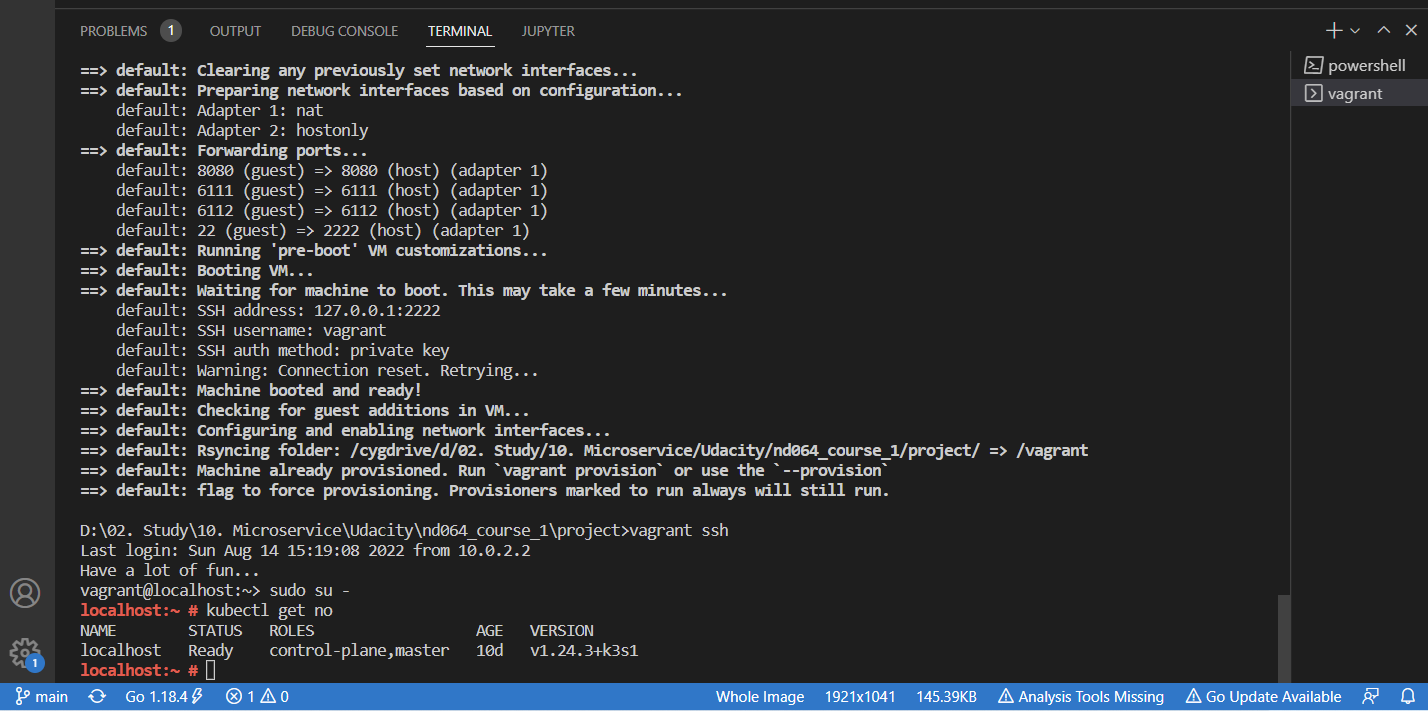 PROBLEMS 1 OUTPUT DEBUG CONSOLE TERMINAL JUPYTER
powershell
vagrant
==> default: Clearing any previously set network interfaces...
==> default: Preparing network interfaces based on configuration...
default: Adapter 1: nat
default: Adapter 2: hostonly
==> default: Forwarding ports...
default: 8080 (guest) => 8080 (host) (adapter 1)
default: 6111 (guest) => 6111 (host) (adapter 1)
default: 6112 (guest) => 6112 (host) (adapter 1)
default: 22 (guest) => 2222 (host) (adapter 1)
==> default: Running 'pre-boot' VM customizations...
==> default: Booting VM...
==> default: Waiting for machine to boot. This may take a few minutes...
default: SSH address: 127.0.0.1:2222
default: SSH username: vagrant
default: SSH auth method: private key
default: Warning: Connection reset. Retrying...
==> default: Machine booted and ready!
==> default: Checking for guest additions in VM...
==> default: Configuring and enabling network interfaces...
==> default: Rsyncing folder: /cygdrive/d/02. Study/10. Microservice/Udacity/nd064_course_1/project/ => /vagrant
==> default: Machine already provisioned. Run `vagrant provision` or use the `--provision`
==> default: flag to force provisioning. Provisioners marked to run always will still run.
D:\02. Study\10. Microservice\Udacity\nd064_course_1\project>vagrant ssh
Last login: Sun Aug 14 15:19:08 2022 from 10.0.2.2
Have a lot of fun...
vagrant@localhost:~> sudo su -
localhost:~ # kubectl get no
NAME STATUS ROLES AGE VERSION
localhost Ready control-plane,master 10d v1.24.3+k3s1
localhost:~ #
1
main Go 1.18.4 1 0 Whole Image 1921x1041 145.39KB Analysis Tools Missing Go Update Available